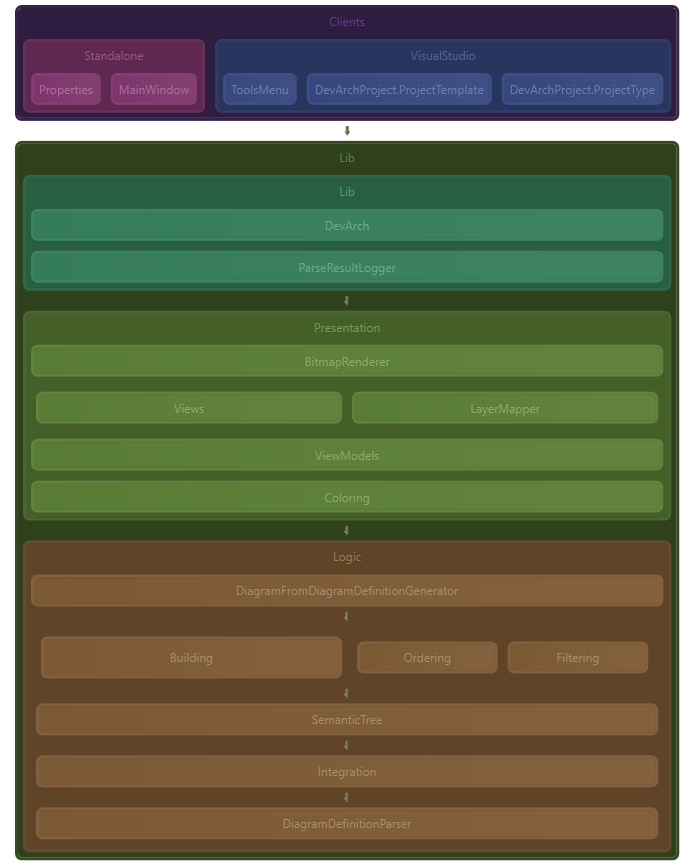 Clients
Standalone
VisualStudio
Properties
MainWindow
ToolsMenu
DevArchProject.ProjectTemplate
DevArchProject.ProjectType
Lib
Lib
DevArch
ParseResultLogger
Presentation
BitmapRenderer
Views
LayerMapper
ViewModels
Coloring
Logic
DiagramFromDiagramDefinitionGenerator
Building
Ordering
Filtering
SemanticTree
Integration
DiagramDefinitionParser